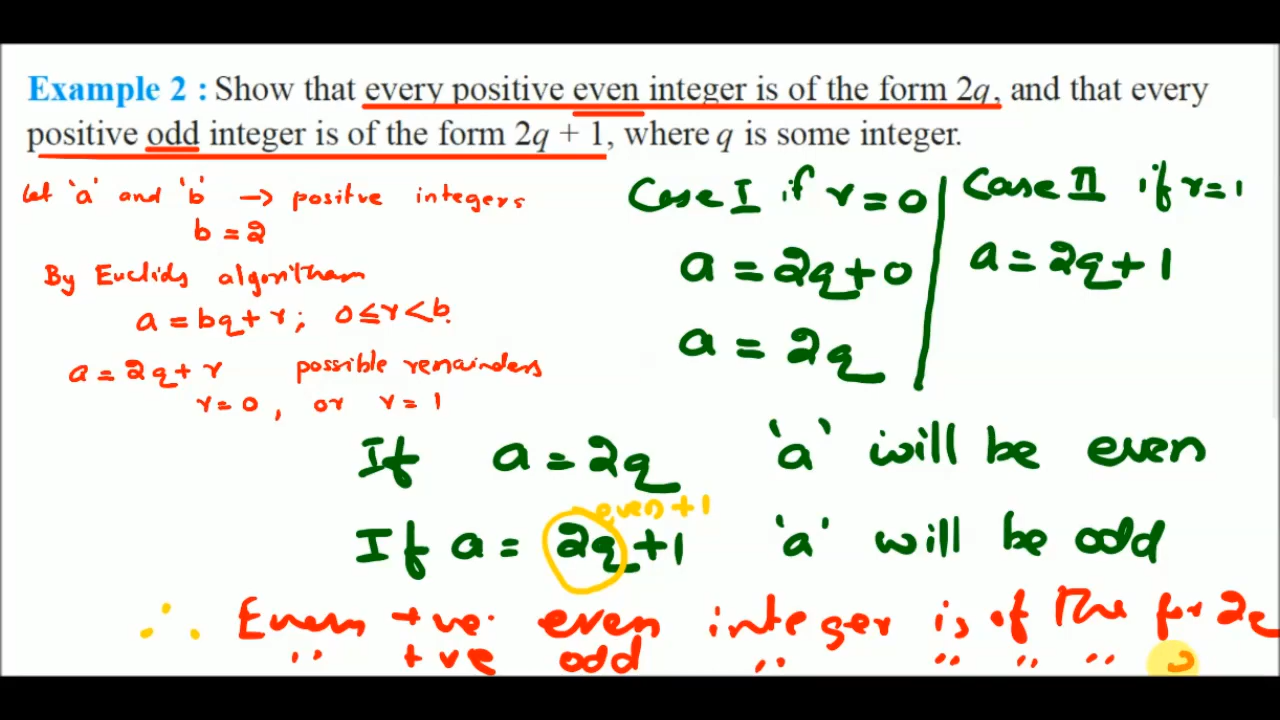 Example 2 : Show that every positive even integer is of the form 2q, and that every
positive odd integer is of the form 2q + 1, where q is some integer.
Let 'a' and 'b' → positive integers
b = 2
By Euclids algoritham
a = bq + r ; 0 ≤ r < b.
a = 2q + r possible remainders
r = 0, or r = 1
Case I if r = 0
a = 2q + 0
a = 2q
Case II if r = 1
a = 2q + 1
If a = 2q 'a' will be even
even + 1
If a = 2q + 1 'a' will be odd
∴ Every +ve. even integer is of the for 2q
" +ve odd " " " " 2